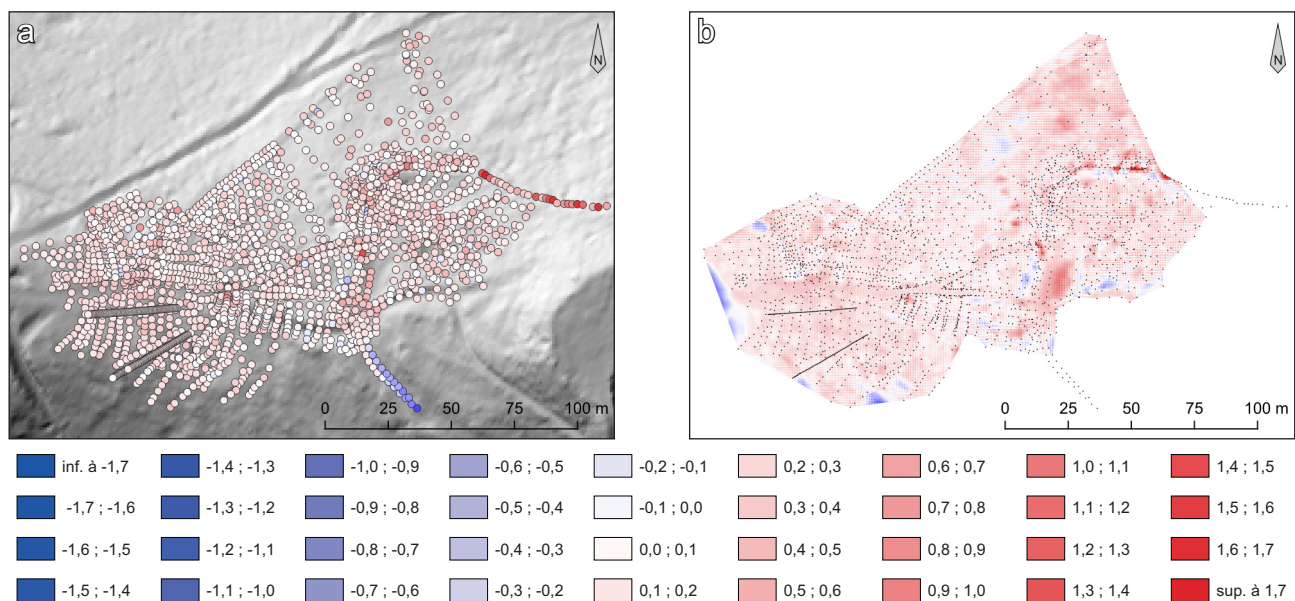 a
N
0 25 50 75 100 m
b
N
0 25 50 75 100 m
inf. à -1,7 -1,4 ; -1,3 -1,0 ; -0,9 -0,6 ; -0,5 -0,2 ; -0,1 0,2 ; 0,3 0,6 ; 0,7 1,0 ; 1,1 1,4 ; 1,5
-1,7 ; -1,6 -1,3 ; -1,2 -0,9 ; -0,8 -0,5 ; -0,4 -0,1 ; 0,0 0,3 ; 0,4 0,7 ; 0,8 1,1 ; 1,2 1,5 ; 1,6
-1,6 ; -1,5 -1,2 ; -1,1 -0,8 ; -0,7 -0,4 ; -0,3 0,0 ; 0,1 0,4 ; 0,5 0,8 ; 0,9 1,2 ; 1,3 1,6 ; 1,7
-1,5 ; -1,4 -1,1 ; -1,0 -0,7 ; -0,6 -0,3 ; -0,2 0,1 ; 0,2 0,5 ; 0,6 0,9 ; 1,0 1,3 ; 1,4 sup. à 1,7